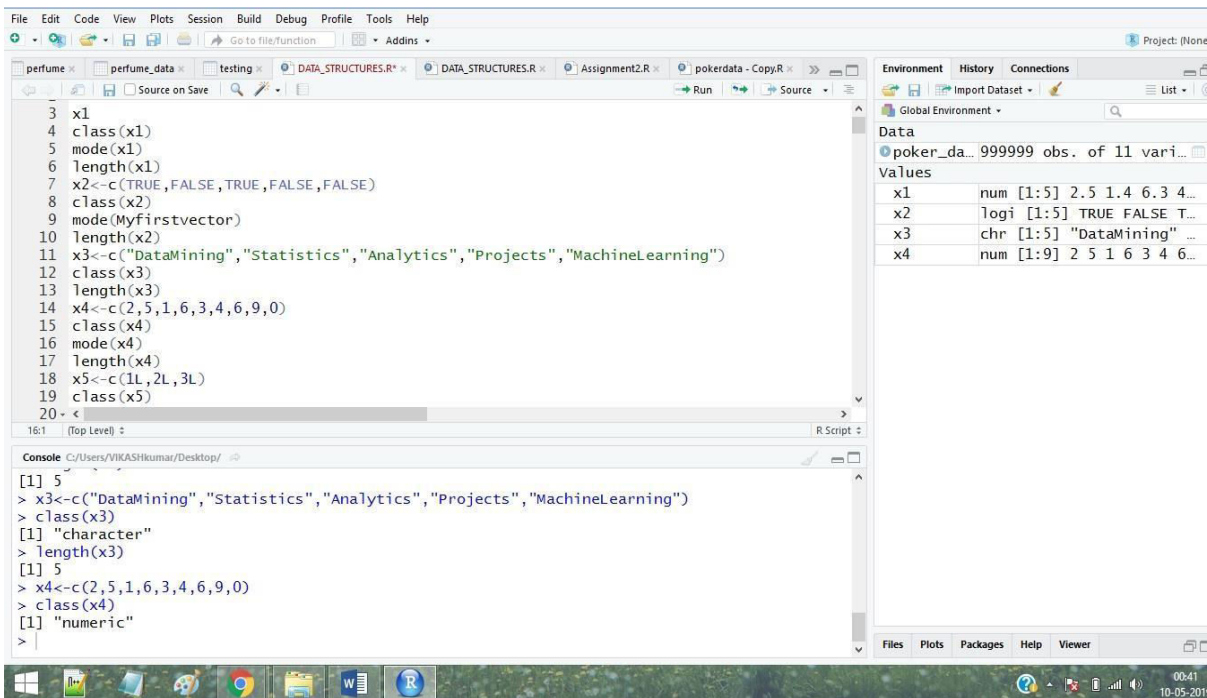 File Edit Code View Plots Session Build Debug Profile Tools Help
Go to file/function Addins
Project: (None
perfume perfume_data testing DATA_STRUCTURES.R* DATA_STRUCTURES.R Assignment2.R pokerdata - Copy.R
Source on Save Run Source
3 x1
4 class(x1)
5 mode(x1)
6 length(x1)
7 x2<-c(TRUE,FALSE,TRUE,FALSE,FALSE)
8 class(x2)
9 mode(Myfirstvector)
10 length(x2)
11 x3<-c("DataMining","Statistics","Analytics","Projects","MachineLearning")
12 class(x3)
13 length(x3)
14 x4<-c(2,5,1,6,3,4,6,9,0)
15 class(x4)
16 mode(x4)
17 length(x4)
18 x5<-c(1L,2L,3L)
19 class(x5)
20
16:1 (Top Level) R Script
Console C:/Users/VIKASHkumar/Desktop/
[1] 5
> x3<-c("DataMining","Statistics","Analytics","Projects","MachineLearning")
> class(x3)
[1] "character"
> length(x3)
[1] 5
> x4<-c(2,5,1,6,3,4,6,9,0)
> class(x4)
[1] "numeric"
>
Environment History Connections
Import Dataset List
Global Environment
Data
poker_da… 999999 obs. of 11 vari…
Values
x1 num [1:5] 2.5 1.4 6.3 4…
x2 logi [1:5] TRUE FALSE T…
x3 chr [1:5] "DataMining" …
x4 num [1:9] 2 5 1 6 3 4 6…
Files Plots Packages Help Viewer
00:41
10-05-201